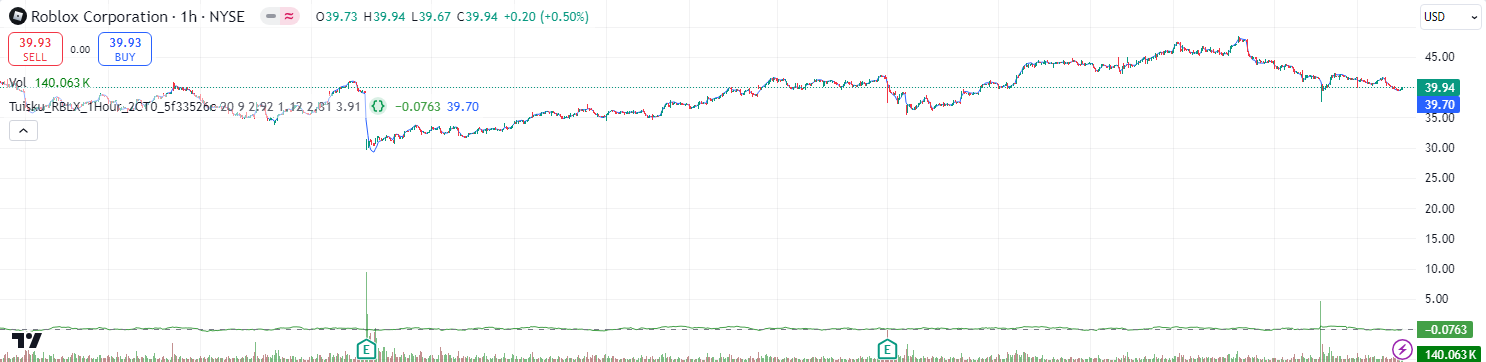 Roblox Corporation · 1h · NYSE O39.73 H39.94 L39.67 C39.94 +0.20 (+0.50%)
USD
39.93 0.00 39.93
SELL BUY
Vol 140.063 K
Tutsku_RBLX_1Hour_2CT0_5f33526c 20 9 2.92 1.12 2.81 3.91 −0.0763 39.70
45.00
39.94
39.70
35.00
30.00
25.00
20.00
15.00
10.00
5.00
−0.0763
140.063 K
E
E